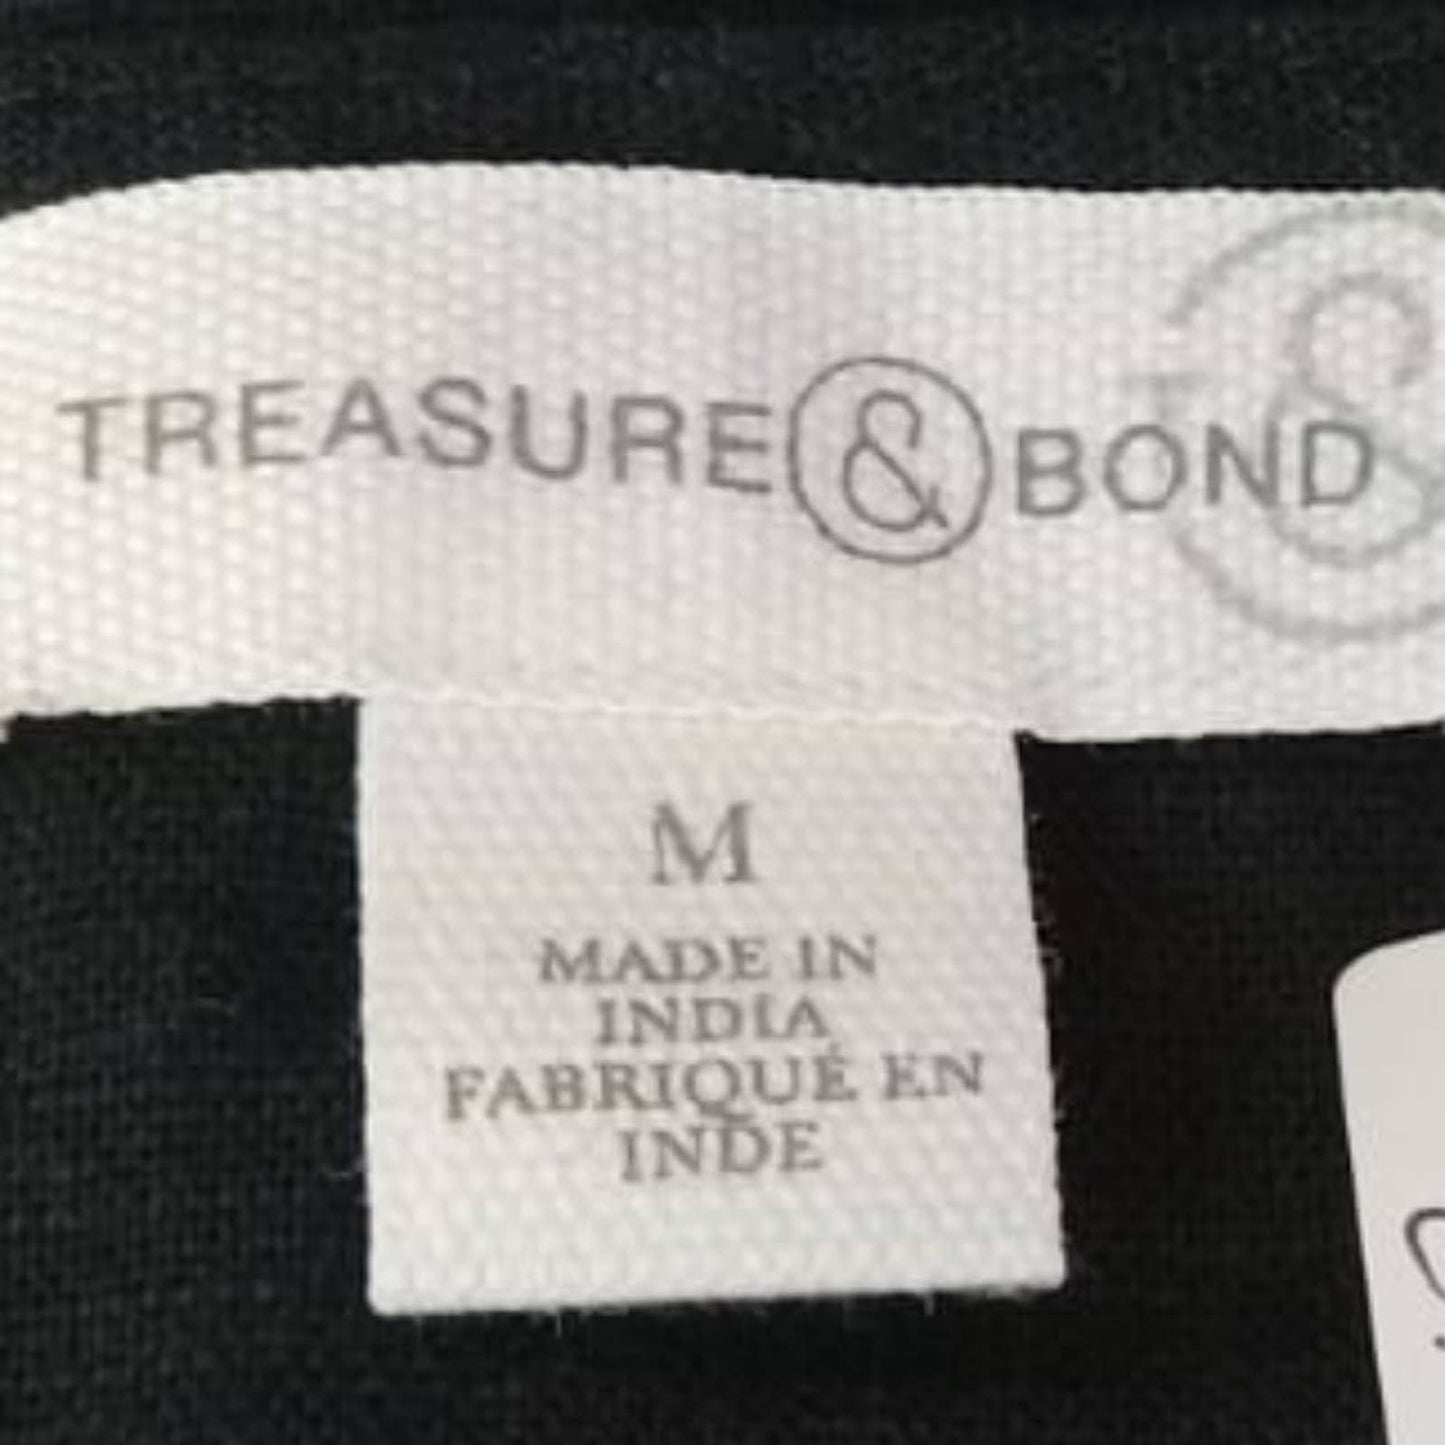 TREASURE & BOND
&
M
MADE IN
INDIA
FABRIQUÉ EN
INDE